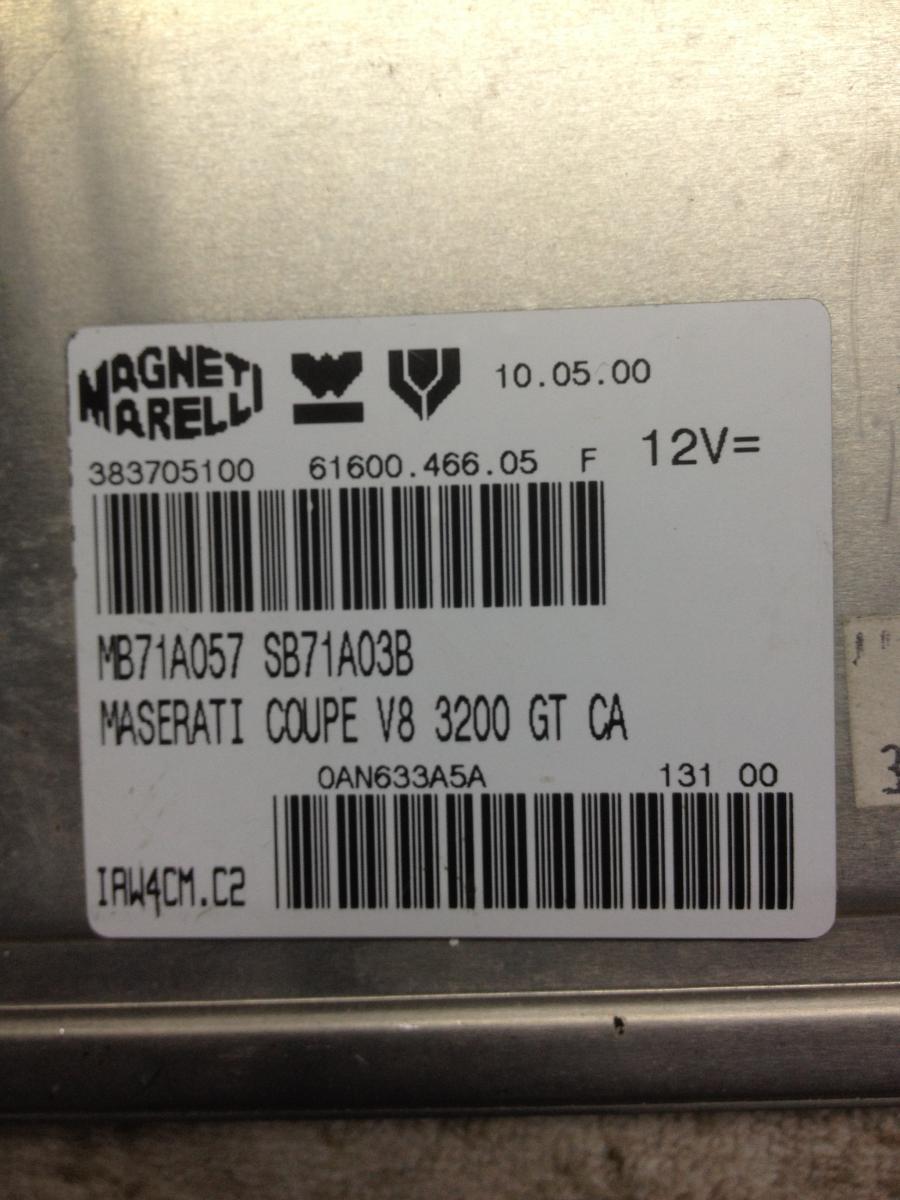 MAGNETI
MARELLI
10.05.00
383705100 61600.466.05 F 12V=
MB71A057 SB71A03B
MASERATI COUPE V8 3200 GT CA
0AN633A5A 131 00
IAW4CM.C2
3